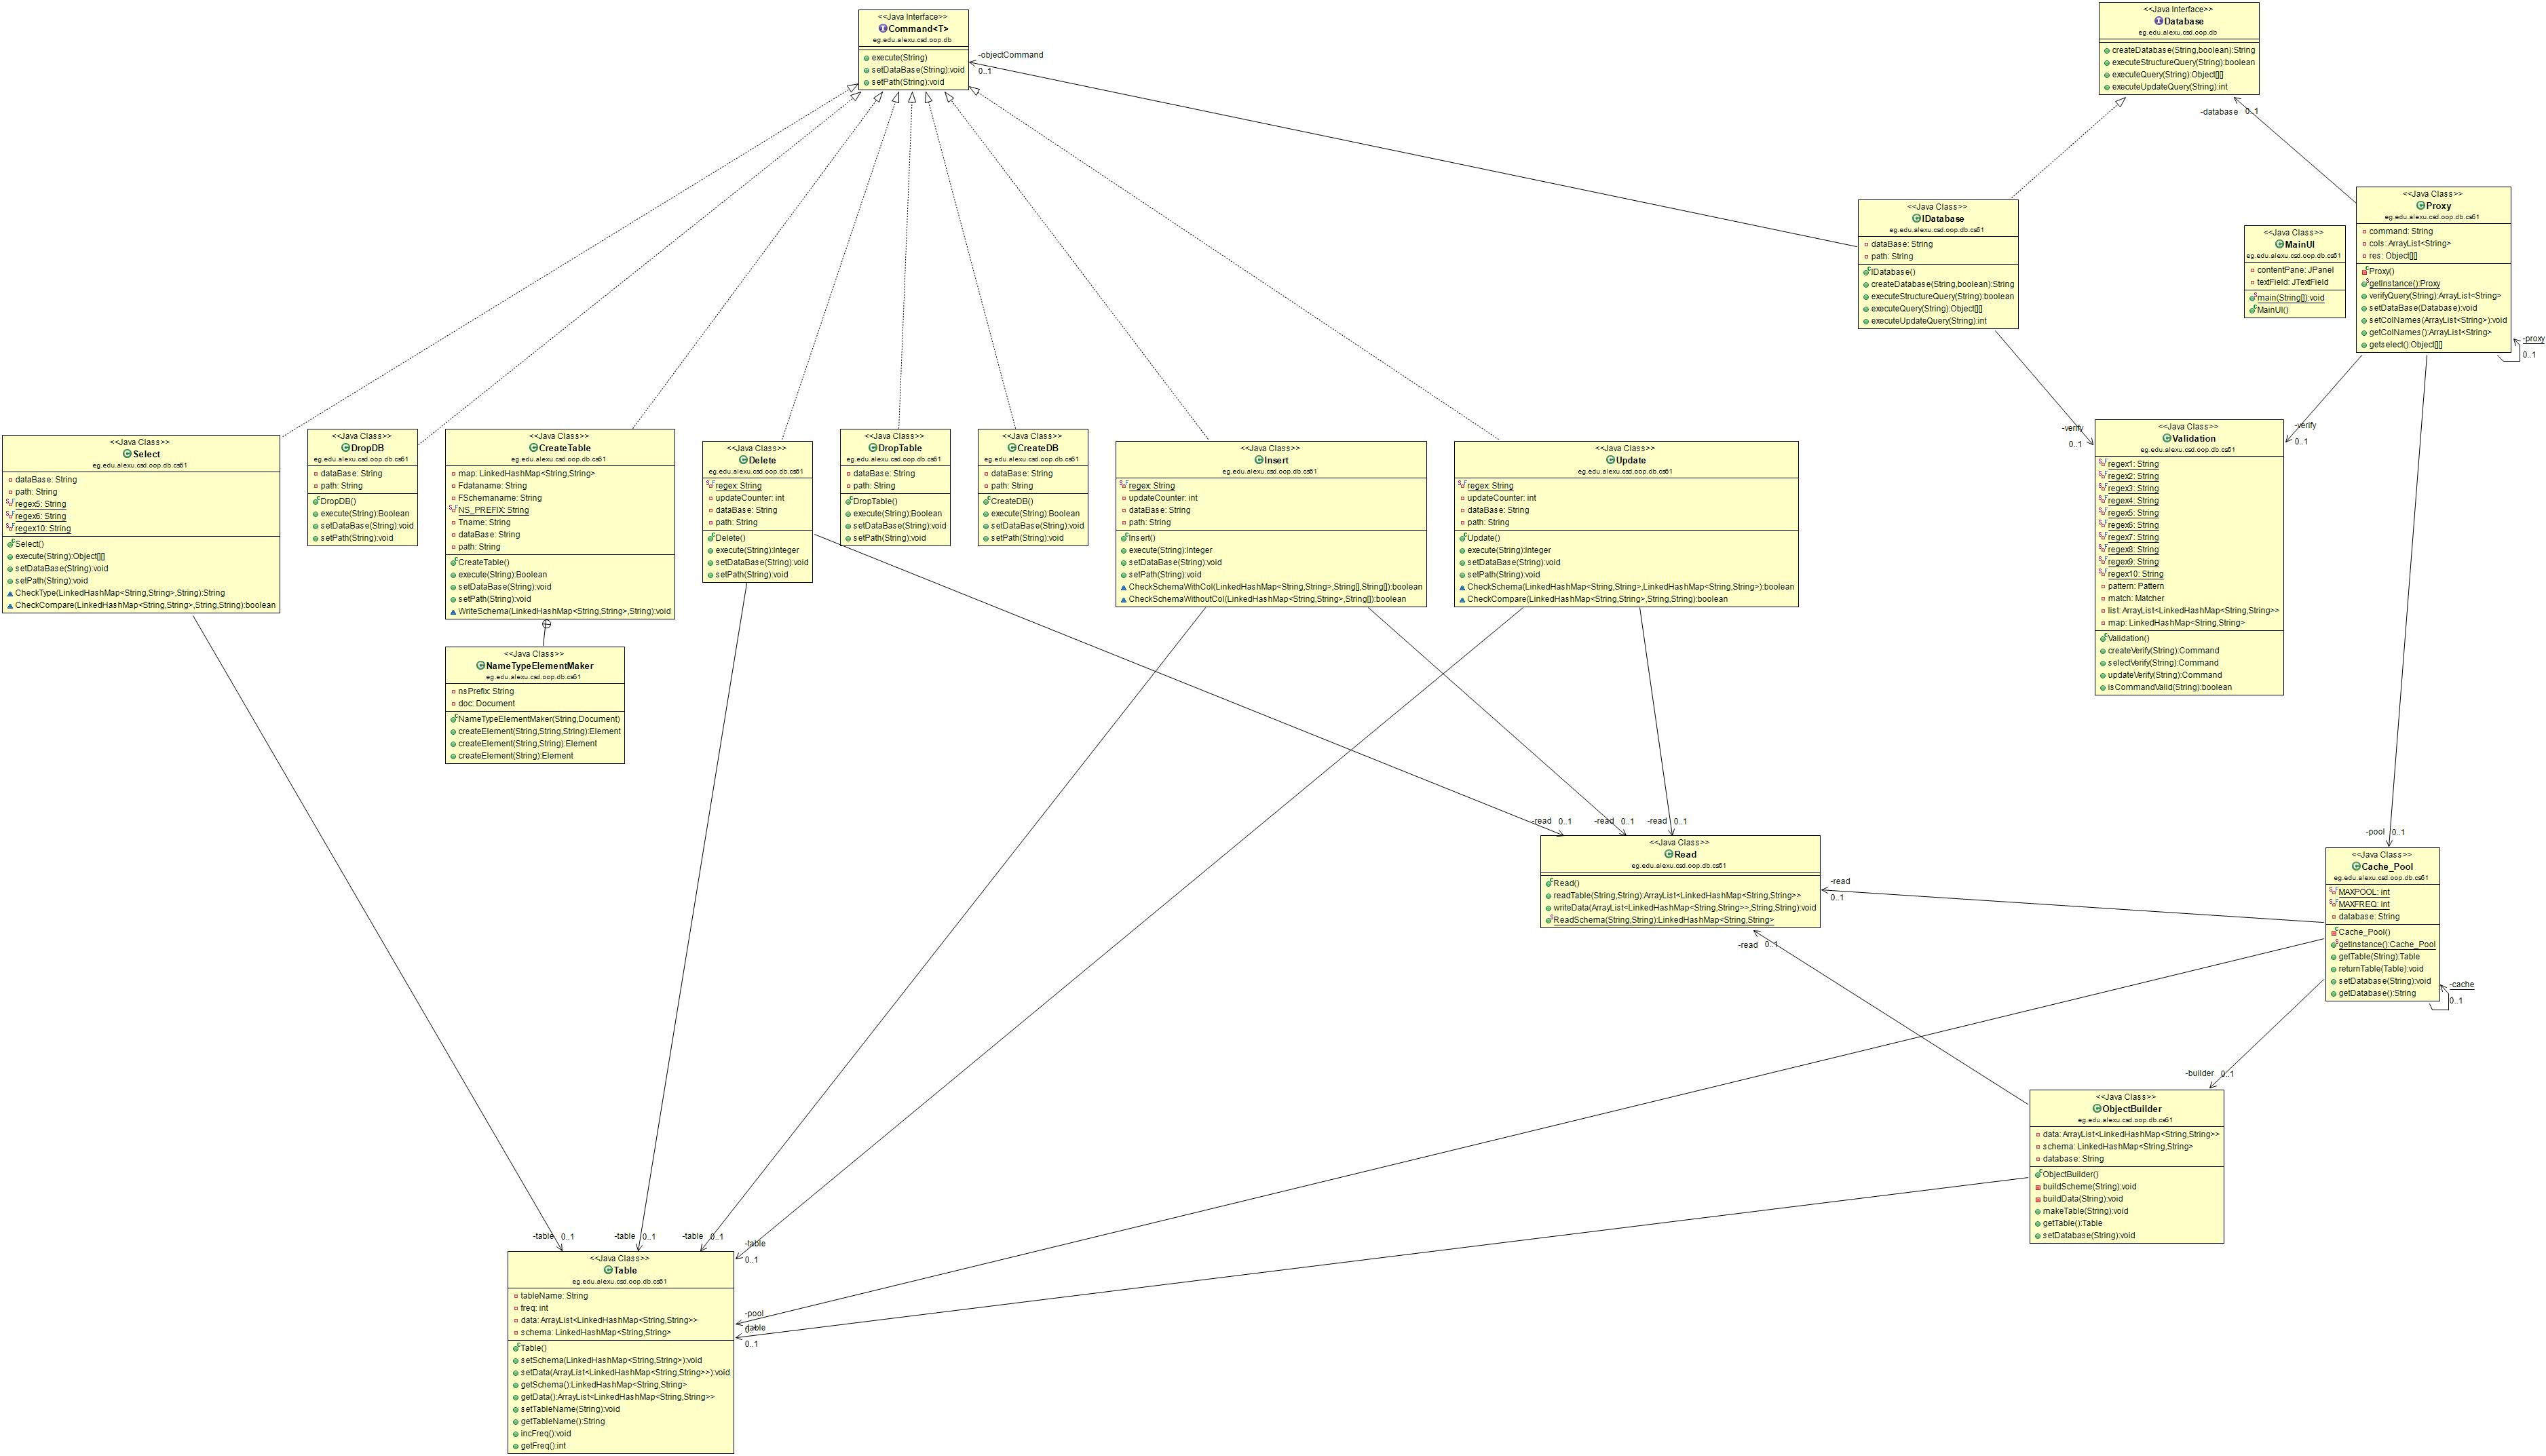 <<Java Interface>>
Command<T>
eg.edu.alexu.csd.oop.db
execute(String)
setDataBase(String):void
setPath(String):void
-objectCommand
0..1
<<Java Interface>>
Database
eg.edu.alexu.csd.oop.db
createDatabase(String,boolean):String
executeStructureQuery(String):boolean
executeQuery(String):Object[][]
executeUpdateQuery(String):int
-database 0..1
<<Java Class>>
IDatabase
eg.edu.alexu.csd.oop.db.cs61
dataBase: String
path: String
IDatabase()
createDatabase(String,boolean):String
executeStructureQuery(String):boolean
executeQuery(String):Object[][]
executeUpdateQuery(String):int
<<Java Class>>
MainUI
eg.edu.alexu.csd.oop.db.cs61
contentPane: JPanel
textField: JTextField
main(String[]):void
MainUI()
<<Java Class>>
Proxy
eg.edu.alexu.csd.oop.db.cs61
command: String
cols: ArrayList<String>
res: Object[][]
Proxy()
getInstance():Proxy
verifyQuery(String):ArrayList<String>
setDataBase(Database):void
setColNames(ArrayList<String>):void
getColNames():ArrayList<String>
getselect():Object[][]
-proxy
0..1
-verify
0..1
-verify
0..1
<<Java Class>>
Select
eg.edu.alexu.csd.oop.db.cs61
dataBase: String
path: String
regex5: String
regex6: String
regex10: String
Select()
execute(String):Object[][]
setDataBase(String):void
setPath(String):void
CheckType(LinkedHashMap<String,String>,String):String
CheckCompare(LinkedHashMap<String,String>,String,String):boolean
<<Java Class>>
DropDB
eg.edu.alexu.csd.oop.db.cs61
dataBase: String
path: String
DropDB()
execute(String):Boolean
setDataBase(String):void
setPath(String):void
<<Java Class>>
CreateTable
eg.edu.alexu.csd.oop.db.cs61
map: LinkedHashMap<String,String>
Fdataname: String
FSchemaname: String
NS_PREFIX: String
Tname: String
dataBase: String
path: String
CreateTable()
execute(String):Boolean
setDataBase(String):void
setPath(String):void
WriteSchema(LinkedHashMap<String,String>,String):void
<<Java Class>>
Delete
eg.edu.alexu.csd.oop.db.cs61
regex: String
updateCounter: int
dataBase: String
path: String
Delete()
execute(String):Integer
setDataBase(String):void
setPath(String):void
<<Java Class>>
DropTable
eg.edu.alexu.csd.oop.db.cs61
dataBase: String
path: String
DropTable()
execute(String):Boolean
setDataBase(String):void
setPath(String):void
<<Java Class>>
CreateDB
eg.edu.alexu.csd.oop.db.cs61
dataBase: String
path: String
CreateDB()
execute(String):Boolean
setDataBase(String):void
setPath(String):void
<<Java Class>>
Insert
eg.edu.alexu.csd.oop.db.cs61
regex: String
updateCounter: int
dataBase: String
path: String
Insert()
execute(String):Integer
setDataBase(String):void
setPath(String):void
CheckSchemaWithCol(LinkedHashMap<String,String>,String[],String[]):boolean
CheckSchemaWithoutCol(LinkedHashMap<String,String>,String[]):boolean
<<Java Class>>
Update
eg.edu.alexu.csd.oop.db.cs61
regex: String
updateCounter: int
dataBase: String
path: String
Update()
execute(String):Integer
setDataBase(String):void
setPath(String):void
CheckSchema(LinkedHashMap<String,String>,LinkedHashMap<String,String>):boolean
CheckCompare(LinkedHashMap<String,String>,String,String):boolean
<<Java Class>>
Validation
eg.edu.alexu.csd.oop.db.cs61
regex1: String
regex2: String
regex3: String
regex4: String
regex5: String
regex6: String
regex7: String
regex8: String
regex9: String
regex10: String
pattern: Pattern
match: Matcher
list: ArrayList<LinkedHashMap<String,String>>
map: LinkedHashMap<String,String>
Validation()
createVerify(String):Command
selectVerify(String):Command
updateVerify(String):Command
isCommandValid(String):boolean
<<Java Class>>
NameTypeElementMaker
eg.edu.alexu.csd.oop.db.cs61
nsPrefix: String
doc: Document
NameTypeElementMaker(String,Document)
createElement(String,String,String):Element
createElement(String,String):Element
createElement(String):Element
-read 0..1
-read 0..1
-read 0..1
<<Java Class>>
Read
eg.edu.alexu.csd.oop.db.cs61
Read()
readTable(String,String):ArrayList<LinkedHashMap<String,String>>
writeData(ArrayList<LinkedHashMap<String,String>>,String,String):void
ReadSchema(String,String):LinkedHashMap<String,String>
-read
0..1
-read 0..1
-pool 0..1
<<Java Class>>
Cache_Pool
eg.edu.alexu.csd.oop.db.cs61
MAXPOOL: int
MAXFREQ: int
database: String
Cache_Pool()
getInstance():Cache_Pool
getTable(String):Table
returnTable(Table):void
setDatabase(String):void
getDatabase():String
-cache
0..1
-builder 0..1
<<Java Class>>
ObjectBuilder
eg.edu.alexu.csd.oop.db.cs61
data: ArrayList<LinkedHashMap<String,String>>
schema: LinkedHashMap<String,String>
database: String
ObjectBuilder()
buildScheme(String):void
buildData(String):void
makeTable(String):void
getTable():Table
setDatabase(String):void
-table 0..1
-table 0..1
-table 0..1
-table
0..1
<<Java Class>>
Table
eg.edu.alexu.csd.oop.db.cs61
tableName: String
freq: int
data: ArrayList<LinkedHashMap<String,String>>
schema: LinkedHashMap<String,String>
Table()
setSchema(LinkedHashMap<String,String>):void
setData(ArrayList<LinkedHashMap<String,String>>):void
getSchema():LinkedHashMap<String,String>
getData():ArrayList<LinkedHashMap<String,String>>
setTableName(String):void
getTableName():String
incFreq():void
getFreq():int
-pool
-table
0..1